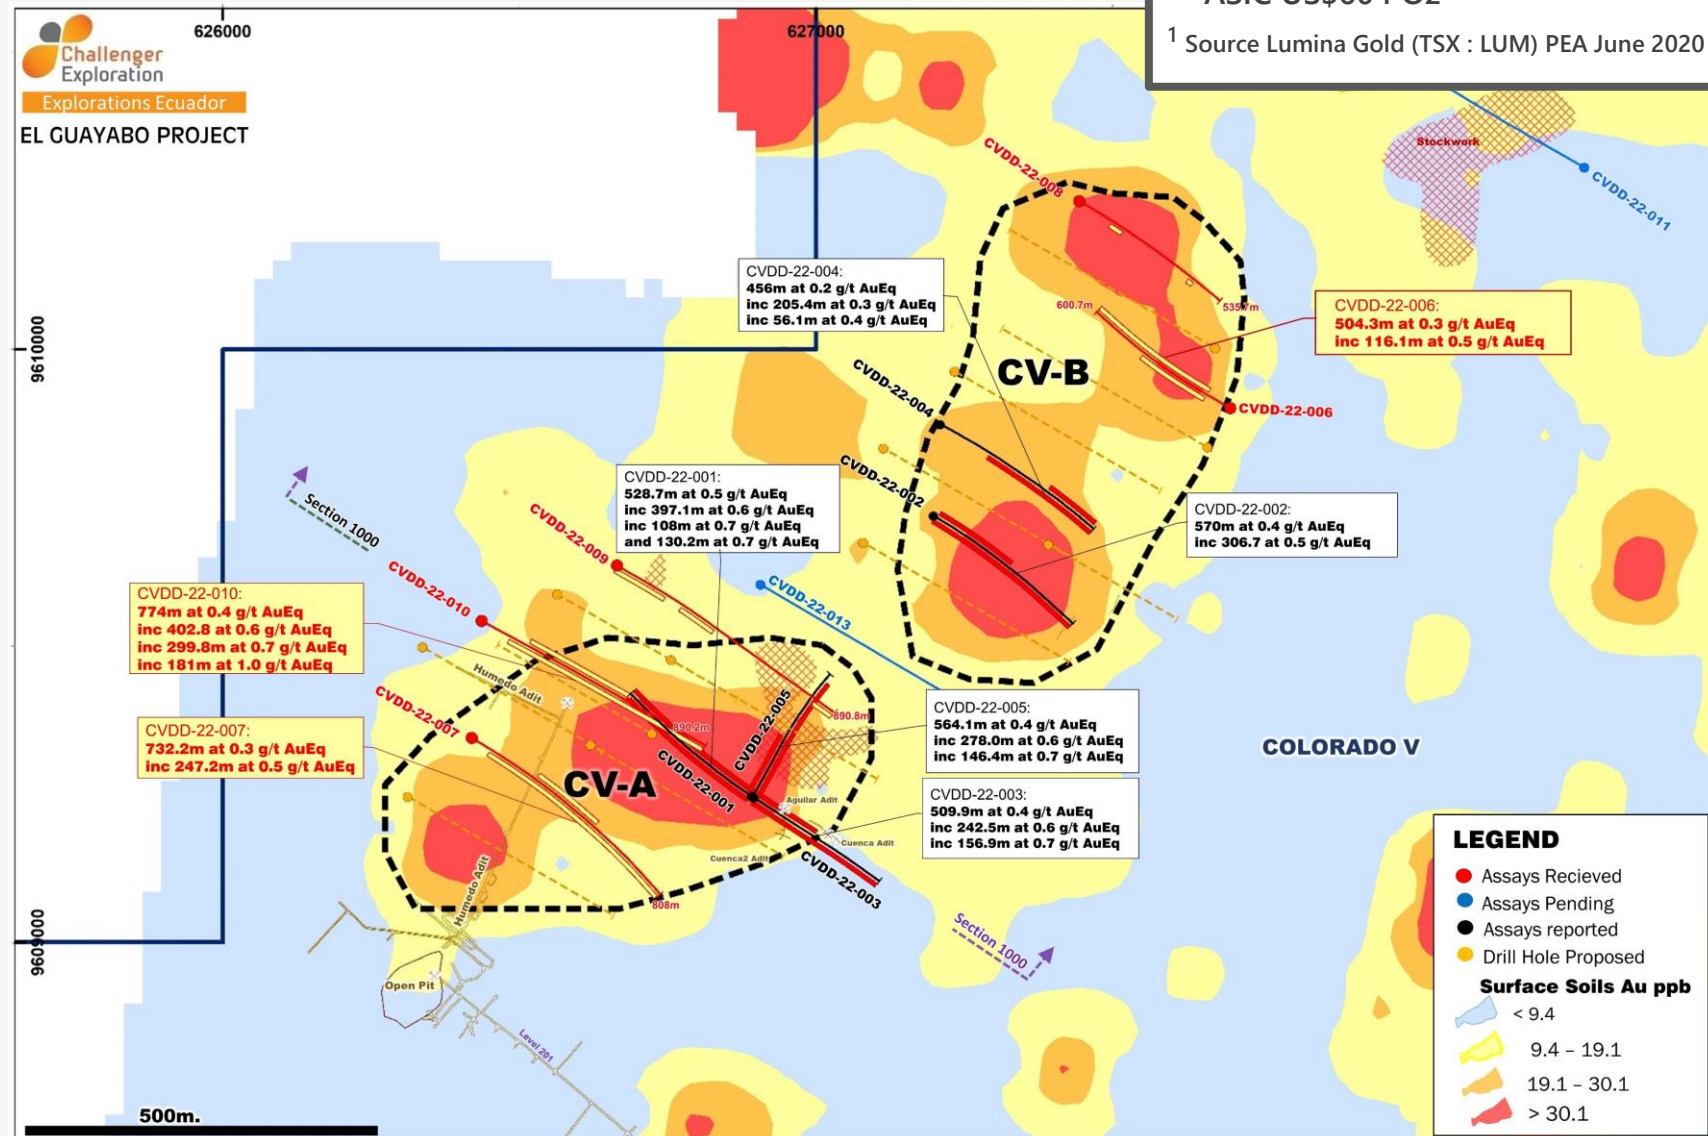 626000
627000
ASIC US$664 POz
1 Source Lumina Gold (TSX : LUM) PEA June 2020
Challenger
Exploration
Explorations Ecuador
EL GUAYABO PROJECT
9610000
9609000
Stockwork
CVDD-22-011
CVDD-22-008
535.7m
600.7m
CVDD-22-004:
456m at 0.2 g/t AuEq
inc 205.4m at 0.3 g/t AuEq
inc 56.1m at 0.4 g/t AuEq
CVDD-22-006:
504.3m at 0.3 g/t AuEq
inc 116.1m at 0.5 g/t AuEq
CV-B
CVDD-22-004
CVDD-22-006
CVDD-22-002
CVDD-22-001:
528.7m at 0.5 g/t AuEq
inc 397.1m at 0.6 g/t AuEq
inc 108m at 0.7 g/t AuEq
and 130.2m at 0.7 g/t AuEq
CVDD-22-002:
570m at 0.4 g/t AuEq
inc 306.7 at 0.5 g/t AuEq
Section 1000
CVDD-22-009
CVDD-22-010
CVDD-22-013
CVDD-22-010:
774m at 0.4 g/t AuEq
inc 402.8 at 0.6 g/t AuEq
inc 299.8m at 0.7 g/t AuEq
inc 181m at 1.0 g/t AuEq
Humedo Adit
CVDD-22-007
CVDD-22-005
890.2m
890.8m
CVDD-22-007:
732.2m at 0.3 g/t AuEq
inc 247.2m at 0.5 g/t AuEq
CVDD-22-005:
564.1m at 0.4 g/t AuEq
inc 278.0m at 0.6 g/t AuEq
inc 146.4m at 0.7 g/t AuEq
COLORADO V
CV-A
CVDD-22-001
Aguilar Adit
Cuenca Adit
Cuenca2 Adit
CVDD-22-003
CVDD-22-003:
509.9m at 0.4 g/t AuEq
inc 242.5m at 0.6 g/t AuEq
inc 156.9m at 0.7 g/t AuEq
808m
Humedo Adit
Section 1000
Open Pit
Level 201
500m.
LEGEND
Assays Recieved
Assays Pending
Assays reported
Drill Hole Proposed
Surface Soils Au ppb
< 9.4
9.4 – 19.1
19.1 – 30.1
> 30.1